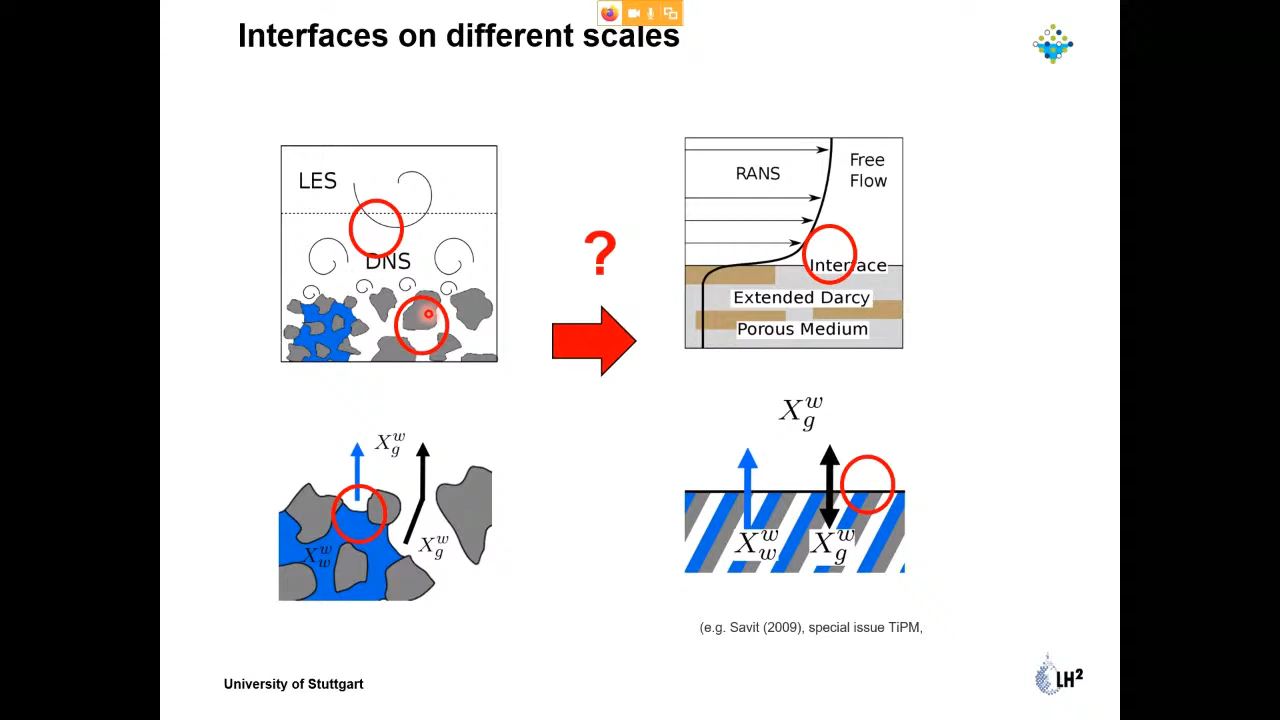 Interfaces on different scales
LES
DNS
?
RANS
Free
Flow
Interface
Extended Darcy
Porous Medium
X_g^w
X_w^w
X_g^w
X_g^w
X_w^w
X_g^w
(e.g. Savit (2009), special issue TiPM,
University of Stuttgart
LH²